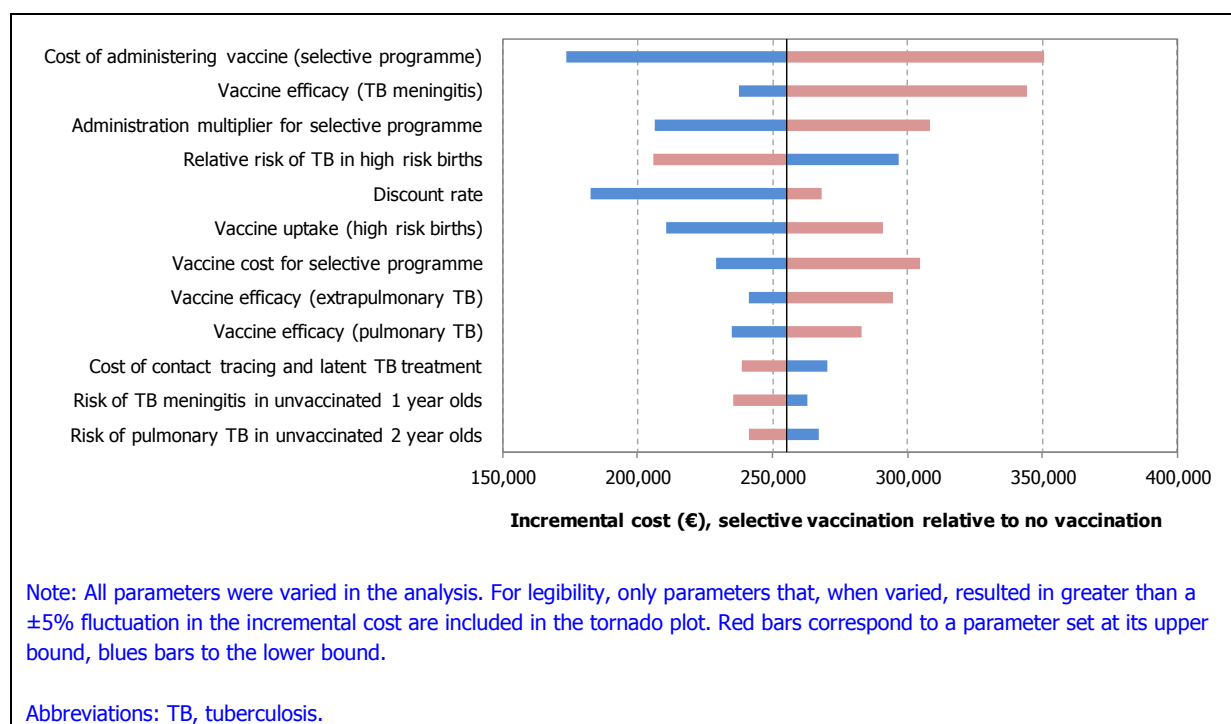 Cost of administering vaccine (selective programme)
Vaccine efficacy (TB meningitis)
Administration multiplier for selective programme
Relative risk of TB in high risk births
Discount rate
Vaccine uptake (high risk births)
Vaccine cost for selective programme
Vaccine efficacy (extrapulmonary TB)
Vaccine efficacy (pulmonary TB)
Cost of contact tracing and latent TB treatment
Risk of TB meningitis in unvaccinated 1 year olds
Risk of pulmonary TB in unvaccinated 2 year olds
150,000 200,000 250,000 300,000 350,000 400,000
Incremental cost (€), selective vaccination relative to no vaccination
Note: All parameters were varied in the analysis. For legibility, only parameters that, when varied, resulted in greater than a
±5% fluctuation in the incremental cost are included in the tornado plot. Red bars correspond to a parameter set at its upper
bound, blues bars to the lower bound.
Abbreviations: TB, tuberculosis.